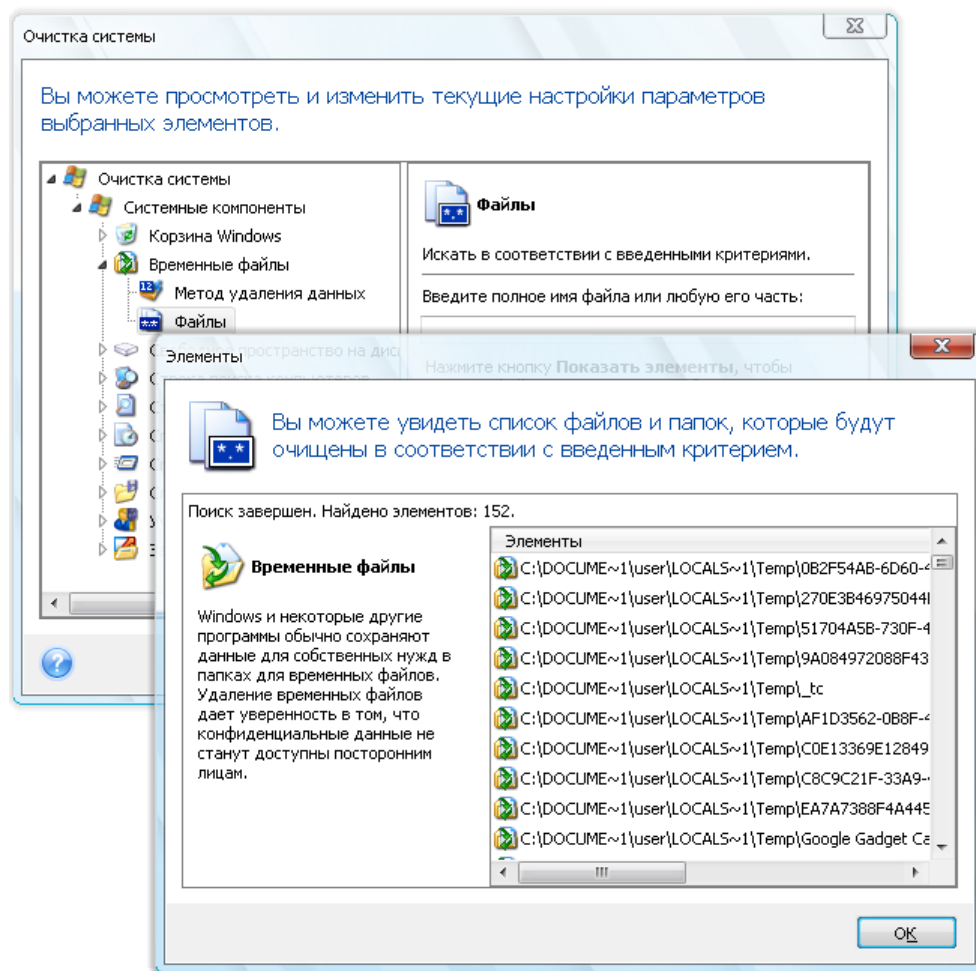 Очистка системы
Вы можете просмотреть и изменить текущие настройки параметров
выбранных элементов.
Очистка системы
Системные компоненты
Корзина Windows
Временные файлы
Метод удаления данных
Файлы
Файлы
Искать в соответствии с введенными критериями.
Введите полное имя файла или любую его часть:
Нажмите кнопку Показать элементы, чтобы
Элементы
Вы можете увидеть список файлов и папок, которые будут
очищены в соответствии с введенным критерием.
Поиск завершен. Найдено элементов: 152.
Временные файлы
Windows и некоторые другие
программы обычно сохраняют
данные для собственных нужд в
папках для временных файлов.
Удаление временных файлов
дает уверенность в том, что
конфиденциальные данные не
станут доступны посторонним
лицам.
Элементы
C:\DOCUME~1\user\LOCALS~1\Temp\0B2F54AB-6D60-4
C:\DOCUME~1\user\LOCALS~1\Temp\270E3B46975044
C:\DOCUME~1\user\LOCALS~1\Temp\51704A5B-730F-4
C:\DOCUME~1\user\LOCALS~1\Temp\9A084972088F43
C:\DOCUME~1\user\LOCALS~1\Temp\_tc
C:\DOCUME~1\user\LOCALS~1\Temp\AF1D3562-0B8F-4
C:\DOCUME~1\user\LOCALS~1\Temp\C0E13369E12849
C:\DOCUME~1\user\LOCALS~1\Temp\C8C9C21F-33A9-
C:\DOCUME~1\user\LOCALS~1\Temp\EA7A7388F4A445
C:\DOCUME~1\user\LOCALS~1\Temp\Google Gadget Ca
OK